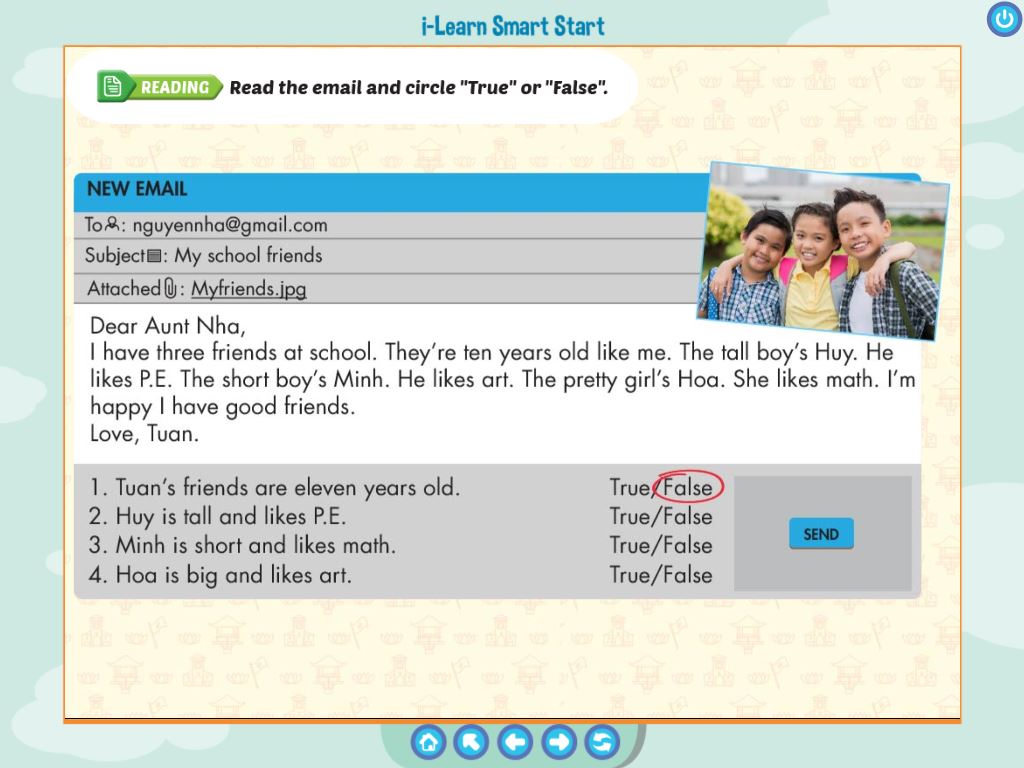 i-Learn Smart Start
READING Read the email and circle "True" or "False".
NEW EMAIL
To: nguyennha@gmail.com
Subject: My school friends
Attached: Myfriends.jpg
Dear Aunt Nha,
I have three friends at school. They're ten years old like me. The tall boy's Huy. He
likes P.E. The short boy's Minh. He likes art. The pretty girl's Hoa. She likes math. I'm
happy I have good friends.
Love, Tuan.
1. Tuan's friends are eleven years old. True/False
2. Huy is tall and likes P.E. True/False
3. Minh is short and likes math. True/False
4. Hoa is big and likes art. True/False
SEND